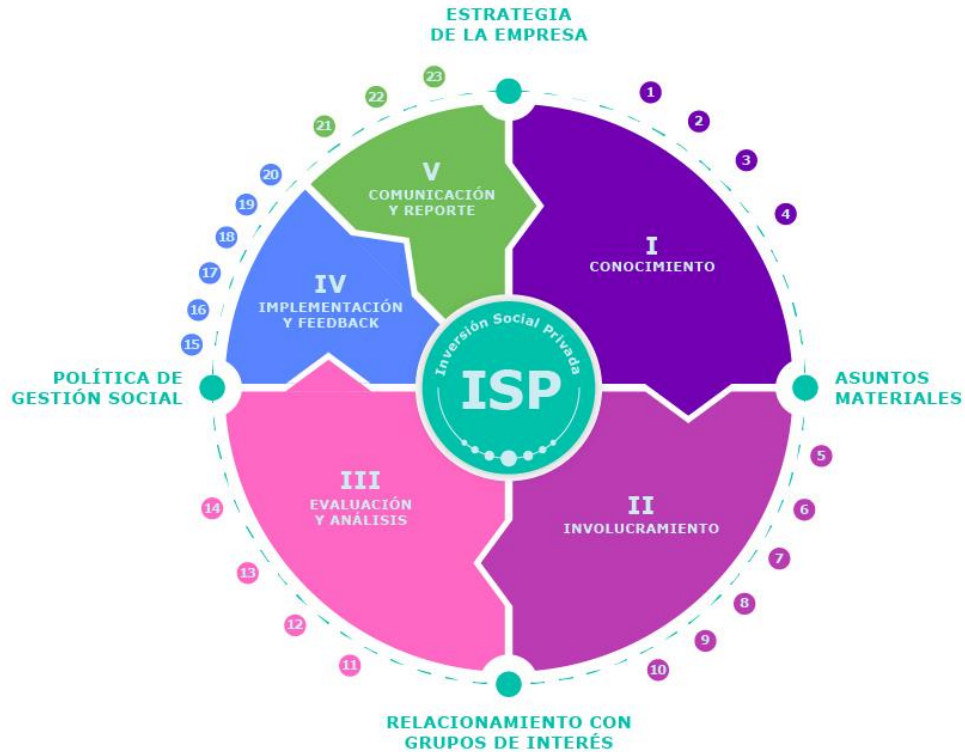 ESTRATEGIA
DE LA EMPRESA
23
22
21
20
19
18
17
16
15
1
2
3
4
V
COMUNICACIÓN
Y REPORTE
I
CONOCIMIENTO
IV
IMPLEMENTACIÓN
Y FEEDBACK
Inversión Social Privada
ISP
POLÍTICA DE
GESTIÓN SOCIAL
ASUNTOS
MATERIALES
III
EVALUACIÓN
Y ANÁLISIS
II
INVOLUCRAMIENTO
5
6
7
8
9
10
14
13
12
11
RELACIONAMIENTO CON
GRUPOS DE INTERÉS